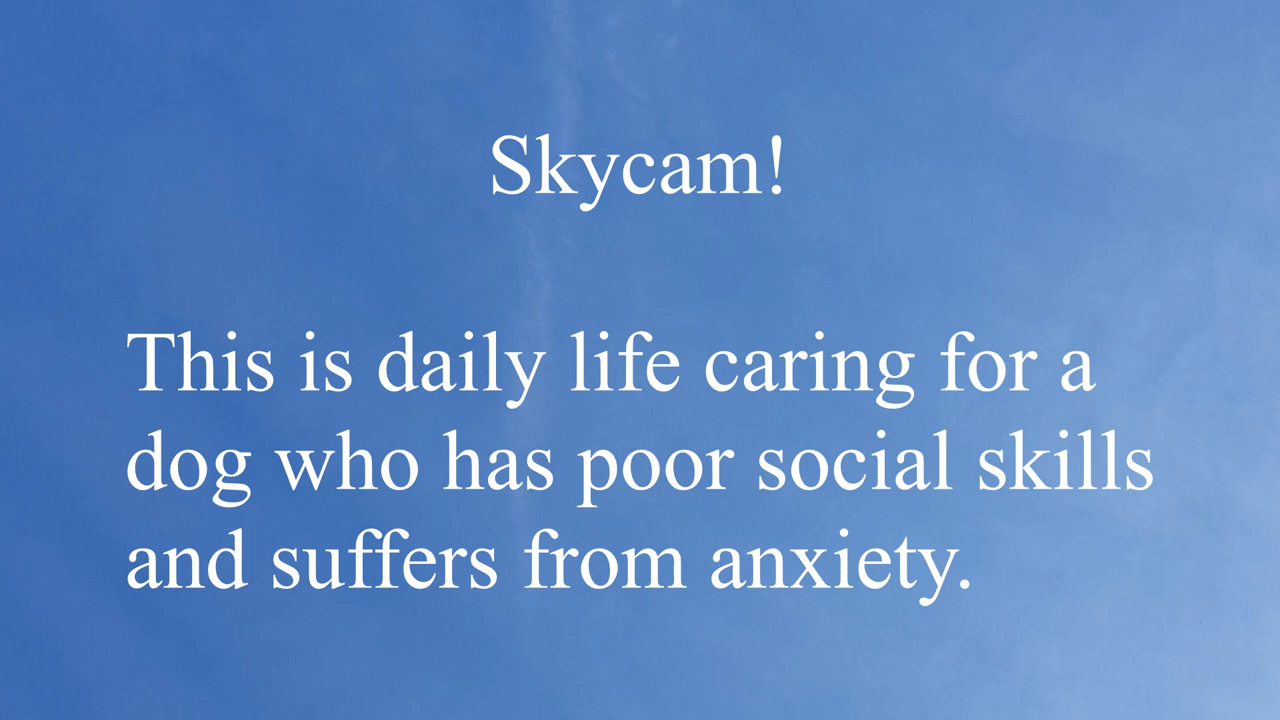 Skycam!
This is daily life caring for a
dog who has poor social skills
and suffers from anxiety.